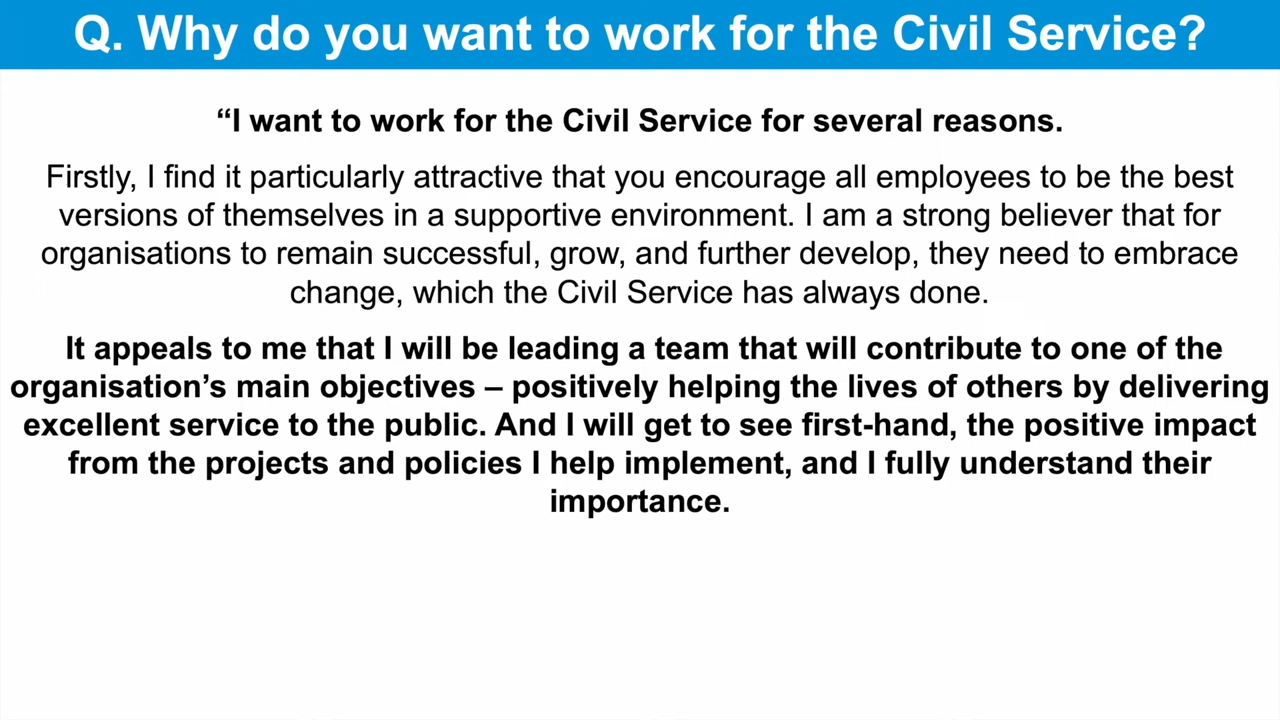 Q. Why do you want to work for the Civil Service?
“I want to work for the Civil Service for several reasons.
Firstly, I find it particularly attractive that you encourage all employees to be the best
versions of themselves in a supportive environment. I am a strong believer that for
organisations to remain successful, grow, and further develop, they need to embrace
change, which the Civil Service has always done.
It appeals to me that I will be leading a team that will contribute to one of the
organisation’s main objectives – positively helping the lives of others by delivering
excellent service to the public. And I will get to see first-hand, the positive impact
from the projects and policies I help implement, and I fully understand their
importance.